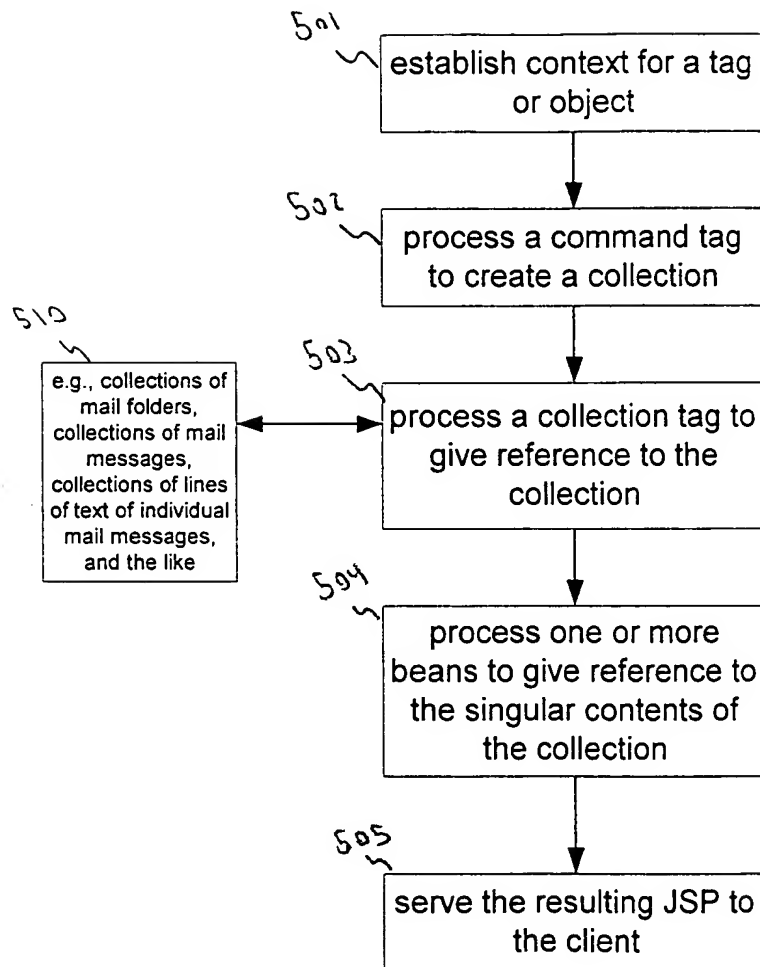 501
establish context for a tag
or object
502
process a command tag
to create a collection
510
e.g., collections of
mail folders,
collections of mail
messages,
collections of lines
of text of individual
mail messages,
and the like
503
process a collection tag to
give reference to the
collection
504
process one or more
beans to give reference to
the singular contents of
the collection
505
serve the resulting JSP to
the client